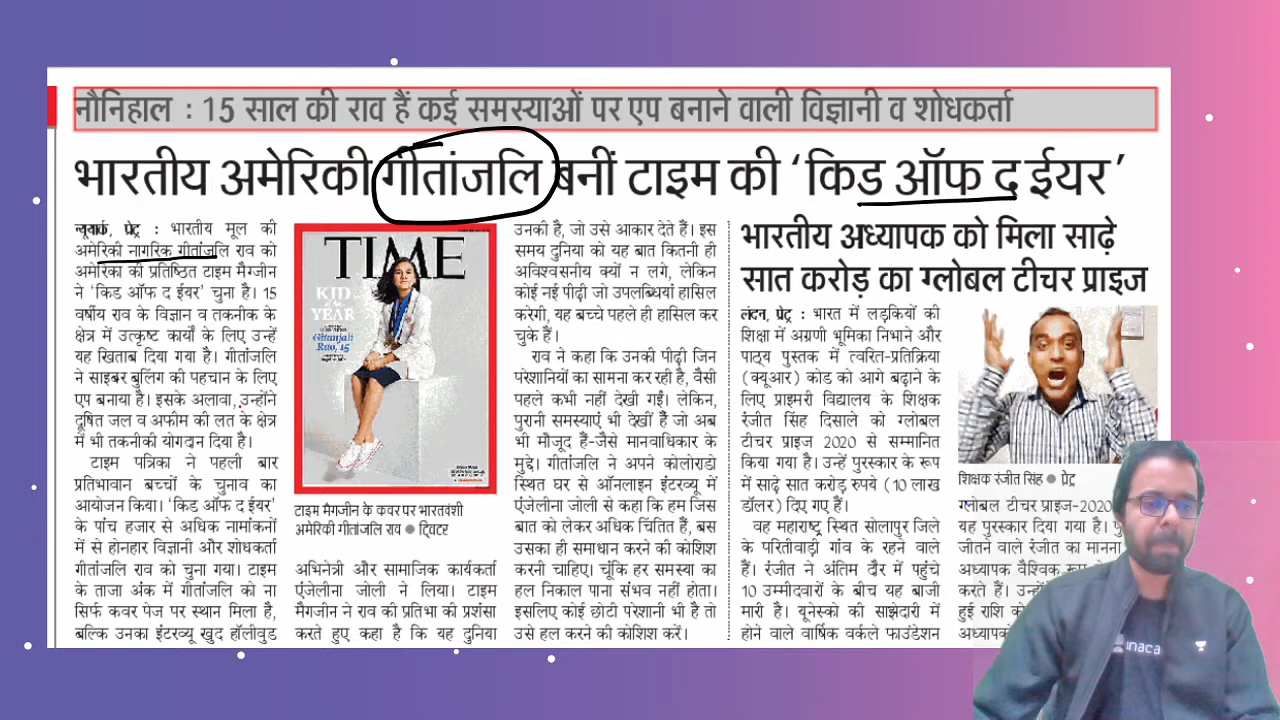 नौनिहाल : 15 साल की राव हैं कई समस्याओं पर एप बनाने वाली विज्ञानी व शोधकर्ता
भारतीय अमेरिकी गीतांजलि बनीं टाइम की 'किड ऑफ द ईयर'
न्यूयार्क, प्रेट्र : भारतीय मूल की
अमेरिकी नागरिक गीतांजलि राव को
अमेरिका की प्रतिष्ठित टाइम मैग्जीन
ने 'किड ऑफ द ईयर' चुना है। 15
वर्षीय राव के विज्ञान व तकनीक के
क्षेत्र में उत्कृष्ट कार्यों के लिए उन्हें
यह खिताब दिया गया है। गीतांजलि
ने साइबर बुलिंग की पहचान के लिए
एप बनाया है। इसके अलावा, उन्होंने
दूषित जल व अफीम की लत के क्षेत्र
में भी तकनीकी योगदान दिया है।
टाइम पत्रिका ने पहली बार
प्रतिभावान बच्चों के चुनाव का
आयोजन किया। 'किड ऑफ द ईयर'
के पांच हजार से अधिक नामांकनों
में से होनहार विज्ञानी और शोधकर्ता
गीतांजलि राव को चुना गया। टाइम
के ताजा अंक में गीतांजलि को ना
सिर्फ कवर पेज पर स्थान मिला है,
बल्कि उनका इंटरव्यू खुद हॉलीवुड
TIME
KID
of the
YEAR
Gitanjali
Rao, 15
टाइम मैगजीन के कवर पर भारतवंशी
अमेरिकी गीतांजलि राव ● ट्विटर
अभिनेत्री और सामाजिक कार्यकर्ता
एंजेलीना जोली ने लिया। टाइम
मैगजीन ने राव की प्रतिभा की प्रशंसा
करते हुए कहा है कि यह दुनिया
उनकी है, जो उसे आकार देते हैं। इस
समय दुनिया को यह बात कितनी ही
अविश्वसनीय क्यों न लगे, लेकिन
कोई नई पीढ़ी जो उपलब्धियां हासिल
करेगी, यह बच्चे पहले ही हासिल कर
चुके हैं।
राव ने कहा कि उनकी पीढ़ी जिन
परेशानियों का सामना कर रही है, वैसी
पहले कभी नहीं देखी गईं। लेकिन,
पुरानी समस्याएं भी देखीं हैं जो अब
भी मौजूद हैं-जैसे मानवाधिकार के
मुद्दे। गीतांजलि ने अपने कोलोराडो
स्थित घर से ऑनलाइन इंटरव्यू में
एंजेलीना जोली से कहा कि हम जिस
बात को लेकर अधिक चिंतित हैं, बस
उसका ही समाधान करने की कोशिश
करनी चाहिए। चूंकि हर समस्या का
हल निकाल पाना संभव नहीं होता।
इसलिए कोई छोटी परेशानी भी है तो
उसे हल करने की कोशिश करें।
भारतीय अध्यापक को मिला साढ़े
सात करोड़ का ग्लोबल टीचर प्राइज
लंदन, प्रेट्र : भारत में लड़कियों की
शिक्षा में अग्रणी भूमिका निभाने और
पाठ्य पुस्तक में त्वरित-प्रतिक्रिया
(क्यूआर) कोड को आगे बढ़ाने के
लिए प्राइमरी विद्यालय के शिक्षक
रंजीत सिंह दिसाले को ग्लोबल
टीचर प्राइज 2020 से सम्मानित
किया गया है। उन्हें पुरस्कार के रूप
में साढ़े सात करोड़ रुपये (10 लाख
डॉलर) दिए गए हैं।
वह महाराष्ट्र स्थित सोलापुर जिले
के परितीवाड़ी गांव के रहने वाले
हैं। रंजीत ने अंतिम दौर में पहुंचे
10 उम्मीदवारों के बीच यह बाजी
मारी है। यूनेस्को की साझेदारी में
होने वाले वार्षिक वर्कले फाउंडेशन
शिक्षक रंजीत सिंह ● प्रेट्र
ग्लोबल टीचर प्राइज-2020
यह पुरस्कार दिया गया है।
जीतने वाले रंजीत का मानना
अध्यापक वैश्विक रूप
करते हैं।
हुई राशि
अध्यापक
unaca